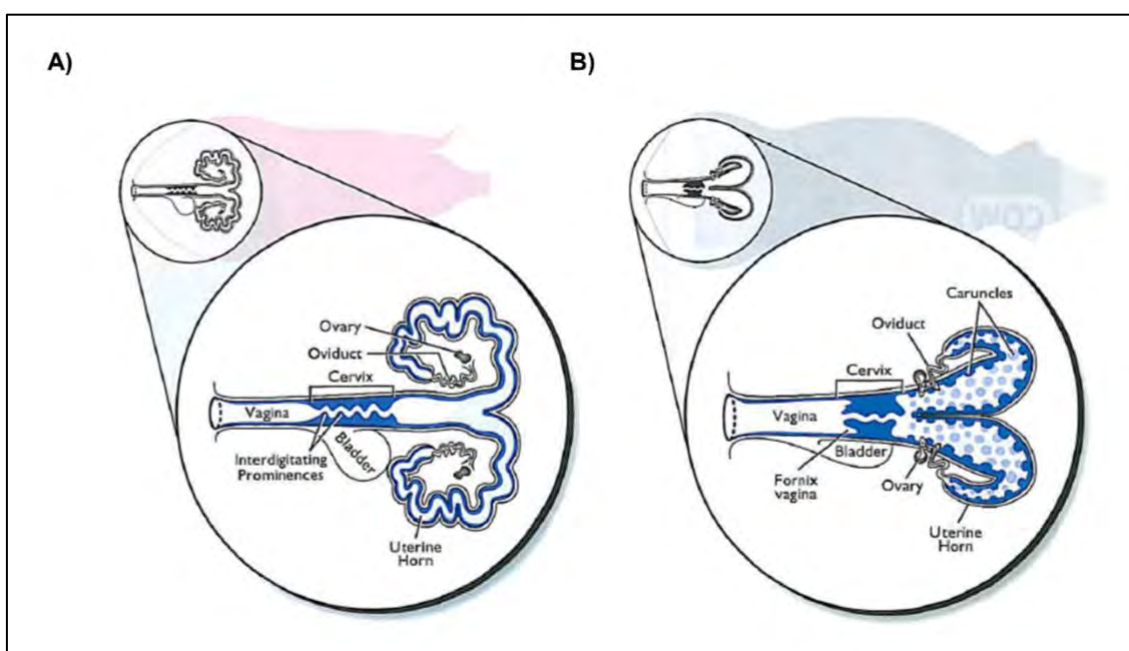 A)
Ovary
Oviduct
Cervix
Vagina
Bladder
Interdigitating
Prominences
Uterine
Horn
B)
COW
Caruncles
Oviduct
Cervix
Vagina
Bladder
Fornix
vagina
Ovary
Uterine
Horn